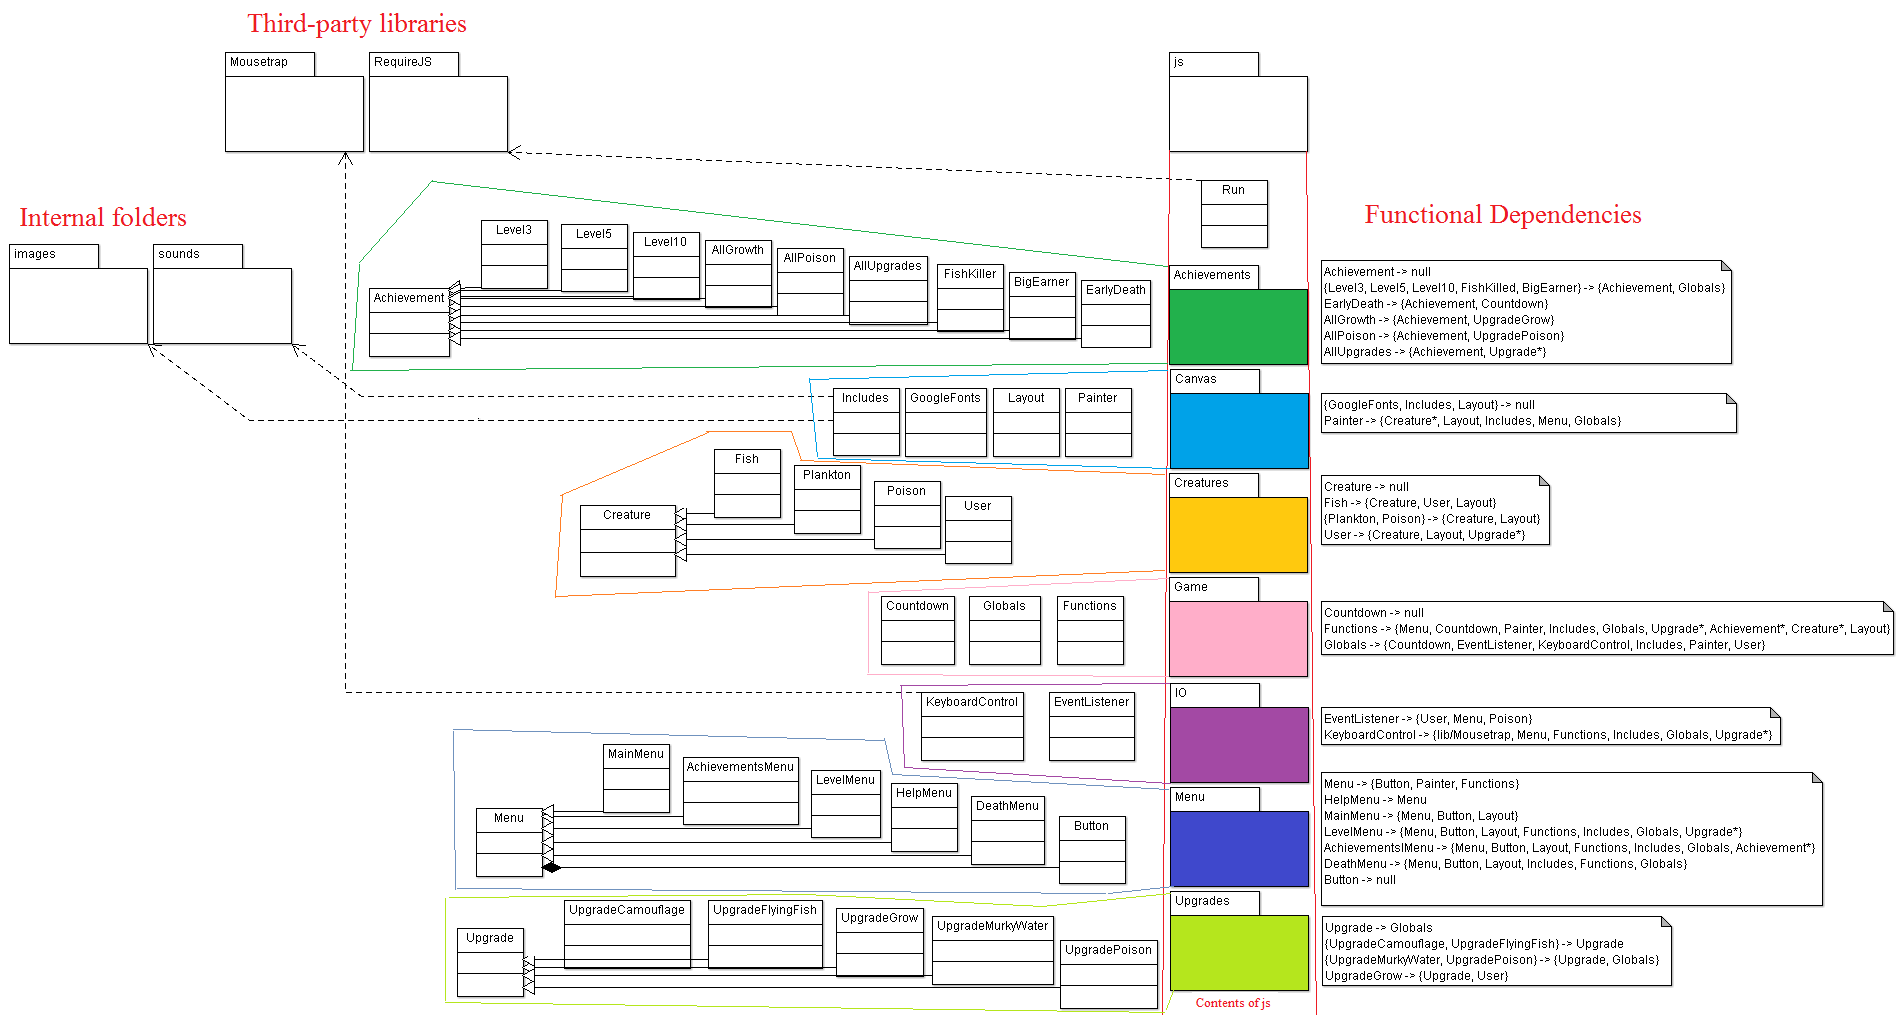 Third-party libraries
Mousetrap
RequireJS
js
Run
Internal folders
images
sounds
Functional Dependencies
Level3
Level5
Level10
AllGrowth
AllPoison
AllUpgrades
FishKiller
BigEarner
EarlyDeath
Achievement
Achievements
Achievement -> null
{Level3, Level5, Level10, FishKilled, BigEarner} -> {Achievement, Globals}
EarlyDeath -> {Achievement, Countdown}
AllGrowth -> {Achievement, UpgradeGrow}
AllPoison -> {Achievement, UpgradePoison}
AllUpgrades -> {Achievement, Upgrade*}
Canvas
Includes
GoogleFonts
Layout
Painter
{GoogleFonts, Includes, Layout} -> null
Painter -> {Creature*, Layout, Includes, Menu, Globals}
Fish
Plankton
Poison
User
Creature
Creatures
Creature -> null
Fish -> {Creature, User, Layout}
{Plankton, Poison} -> {Creature, Layout}
User -> {Creature, Layout, Upgrade*}
Game
Countdown
Globals
Functions
Countdown -> null
Functions -> {Menu, Countdown, Painter, Includes, Globals, Upgrade*, Achievement*, Creature*, Layout}
Globals -> {Countdown, EventListener, KeyboardControl, Includes, Painter, User}
IO
KeyboardControl
EventListener
EventListener -> {User, Menu, Poison}
KeyboardControl -> {lib/Mousetrap, Menu, Functions, Includes, Globals, Upgrade*}
MainMenu
AchievementsMenu
LevelMenu
HelpMenu
DeathMenu
Button
Menu
Menu
Menu -> {Button, Painter, Functions}
HelpMenu -> Menu
MainMenu -> {Menu, Button, Layout}
LevelMenu -> {Menu, Button, Layout, Functions, Includes, Globals, Upgrade*}
AchievementslMenu -> {Menu, Button, Layout, Functions, Includes, Globals, Achievement*}
DeathMenu -> {Menu, Button, Layout, Includes, Functions, Globals}
Button -> null
Upgrades
UpgradeCamouflage
UpgradeFlyingFish
UpgradeGrow
UpgradeMurkyWater
UpgradePoison
Upgrade
Upgrade -> Globals
{UpgradeCamouflage, UpgradeFlyingFish} -> Upgrade
{UpgradeMurkyWater, UpgradePoison} -> {Upgrade, Globals}
UpgradeGrow -> {Upgrade, User}
Contents of js